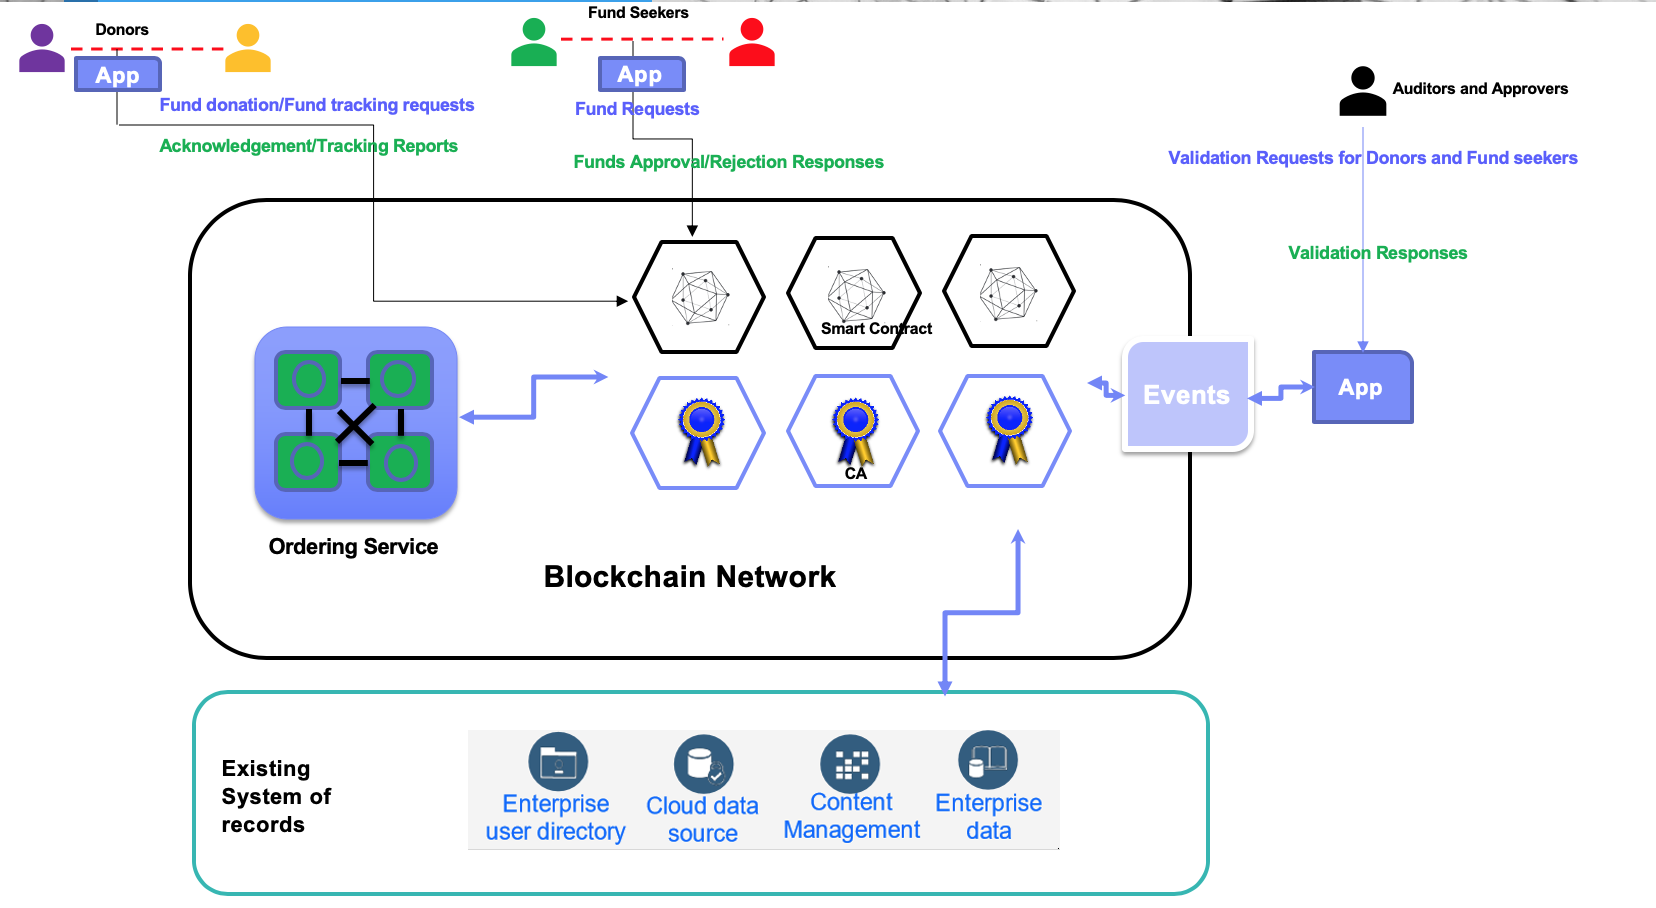 Donors
App
Fund donation/Fund tracking requests
Acknowledgement/Tracking Reports
Fund Seekers
App
Fund Requests
Funds Approval/Rejection Responses
Auditors and Approvers
Validation Requests for Donors and Fund seekers
Validation Responses
Smart Contract
Events
App
CA
Ordering Service
Blockchain Network
Existing
System of
records
Enterprise
user directory
Cloud data
source
Content
Management
Enterprise
data